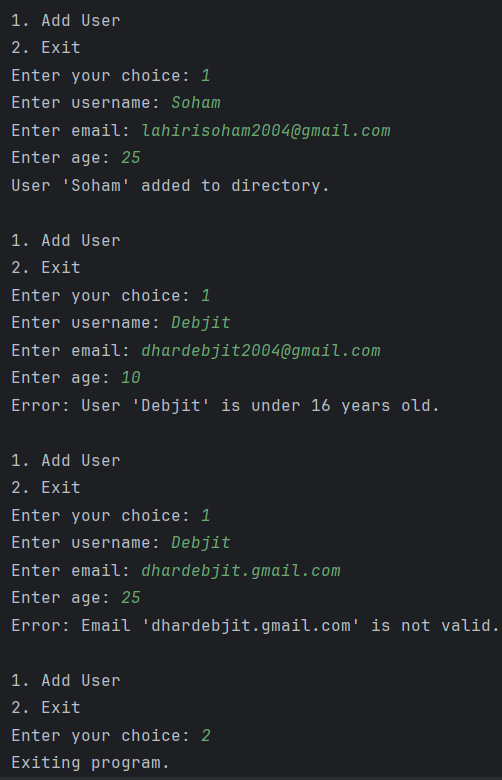 1. Add User
2. Exit
Enter your choice: 1
Enter username: Soham
Enter email: lahirisoham2004@gmail.com
Enter age: 25
User 'Soham' added to directory.
1. Add User
2. Exit
Enter your choice: 1
Enter username: Debjit
Enter email: dhardebjit2004@gmail.com
Enter age: 10
Error: User 'Debjit' is under 16 years old.
1. Add User
2. Exit
Enter your choice: 1
Enter username: Debjit
Enter email: dhardebjit.gmail.com
Enter age: 25
Error: Email 'dhardebjit.gmail.com' is not valid.
1. Add User
2. Exit
Enter your choice: 2
Exiting program.